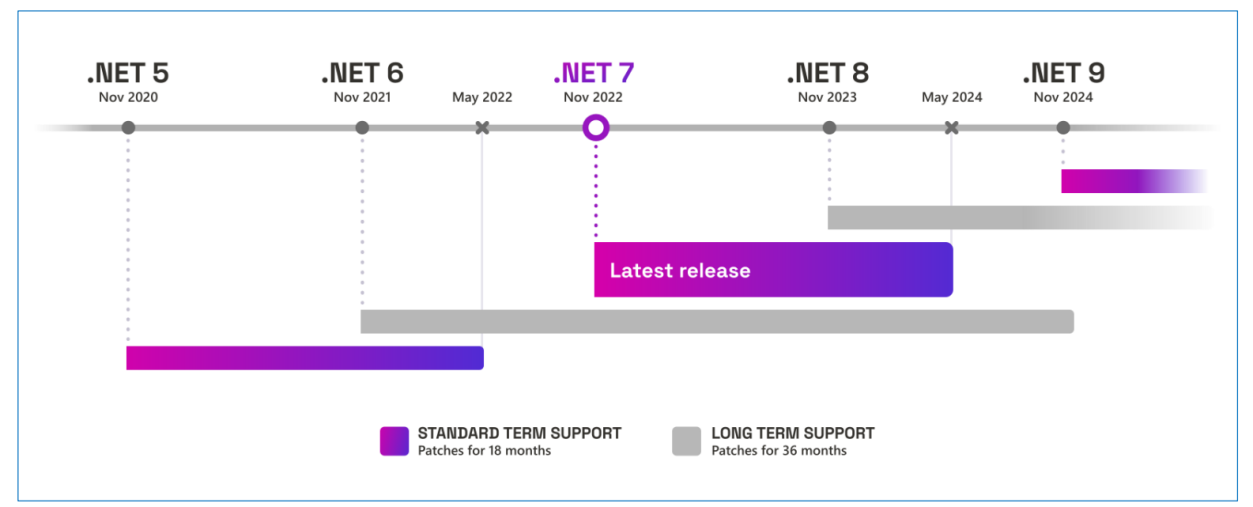 .NET 5
Nov 2020
.NET 6
Nov 2021
May 2022
.NET 7
Nov 2022
.NET 8
Nov 2023
May 2024
.NET 9
Nov 2024
Latest release
STANDARD TERM SUPPORT
Patches for 18 months
LONG TERM SUPPORT
Patches for 36 months